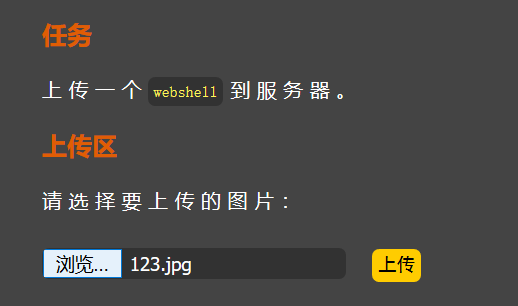 任务
上传一个 webshell 到服务器。
上传区
请选择要上传的图片：
浏览... 123.jpg 上传